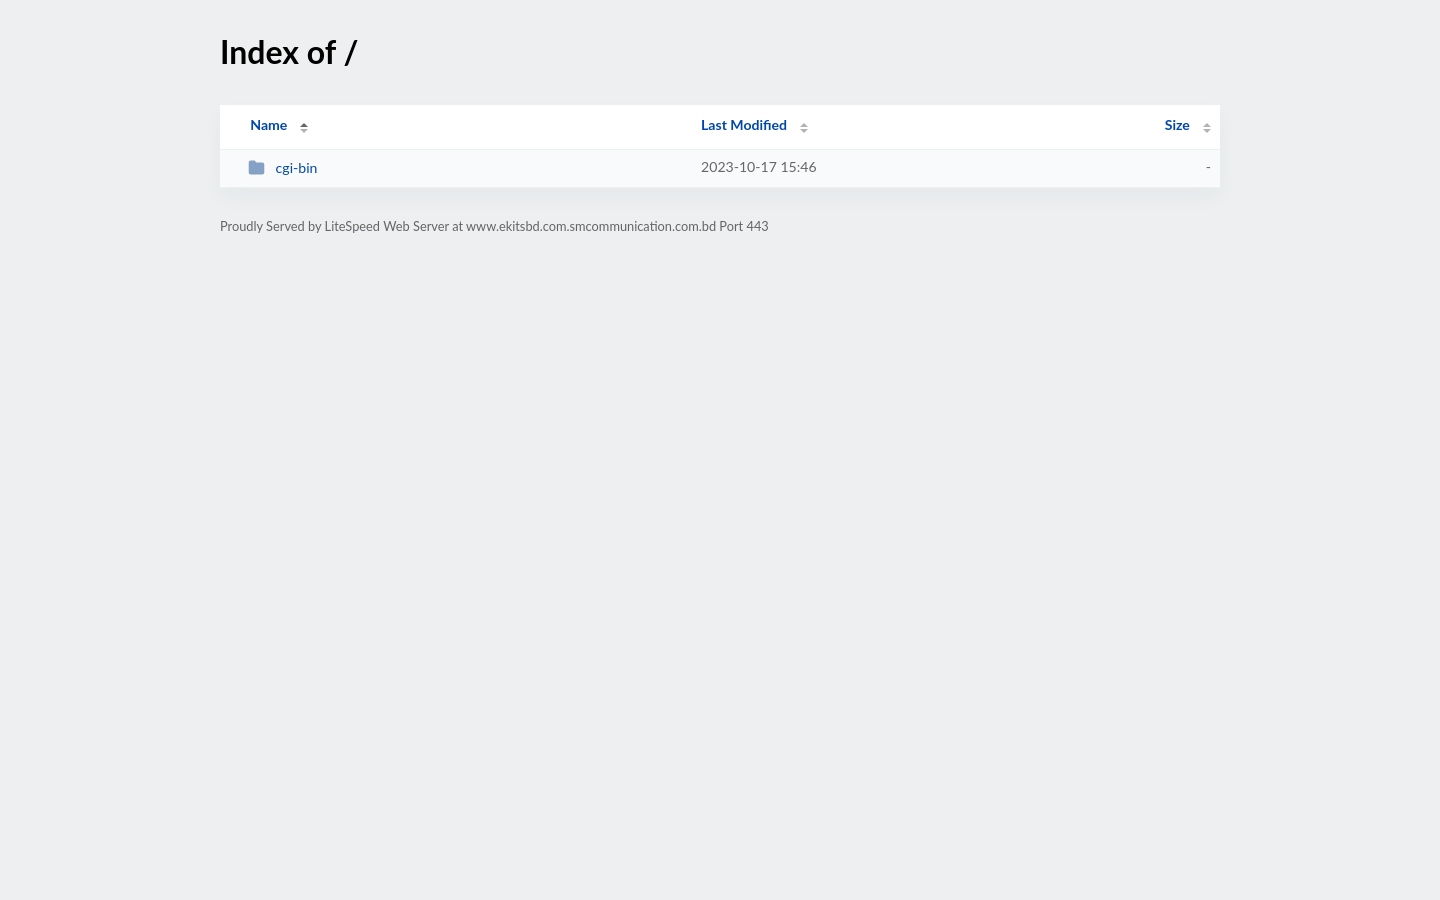 Index of /
Name Last Modified Size
cgi-bin 2023-10-17 15:46 -
Proudly Served by LiteSpeed Web Server at www.ekitsbd.com.smcommunication.com.bd Port 443